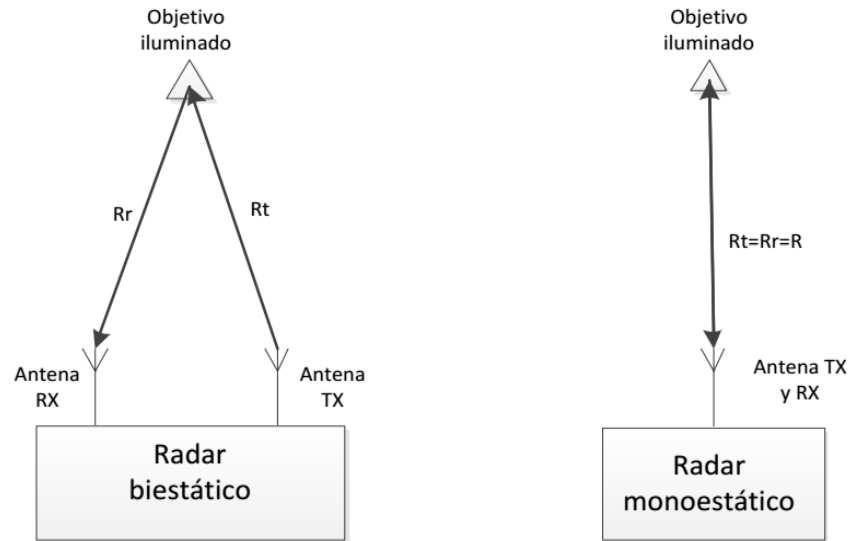 Objetivo
iluminado
Rr
Rt
Antena
RX
Antena
TX
Radar
biestático
Objetivo
iluminado
Rt=Rr=R
Antena TX
y RX
Radar
monoestático